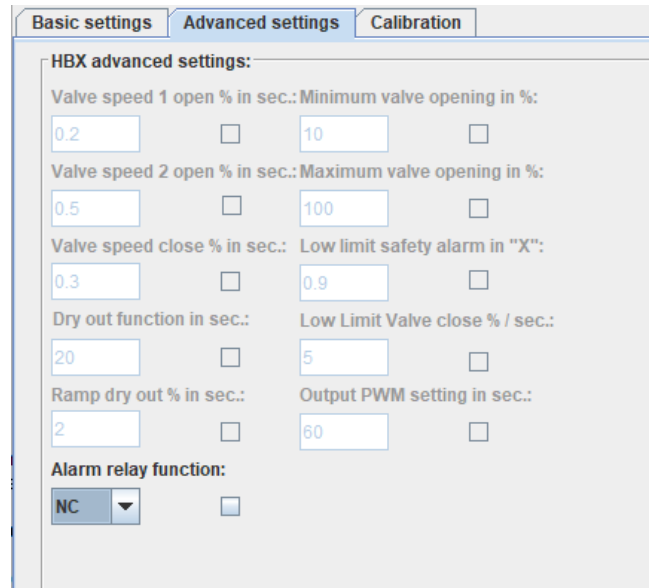 Basic settings Advanced settings Calibration
HBX advanced settings:
Valve speed 1 open % in sec.: Minimum valve opening in %:
0.2 10
Valve speed 2 open % in sec.: Maximum valve opening in %:
0.5 100
Valve speed close % in sec.: Low limit safety alarm in "X":
0.3 0.9
Dry out function in sec.: Low Limit Valve close % / sec.:
20 5
Ramp dry out % in sec.: Output PWM setting in sec.:
2 60
Alarm relay function:
NC